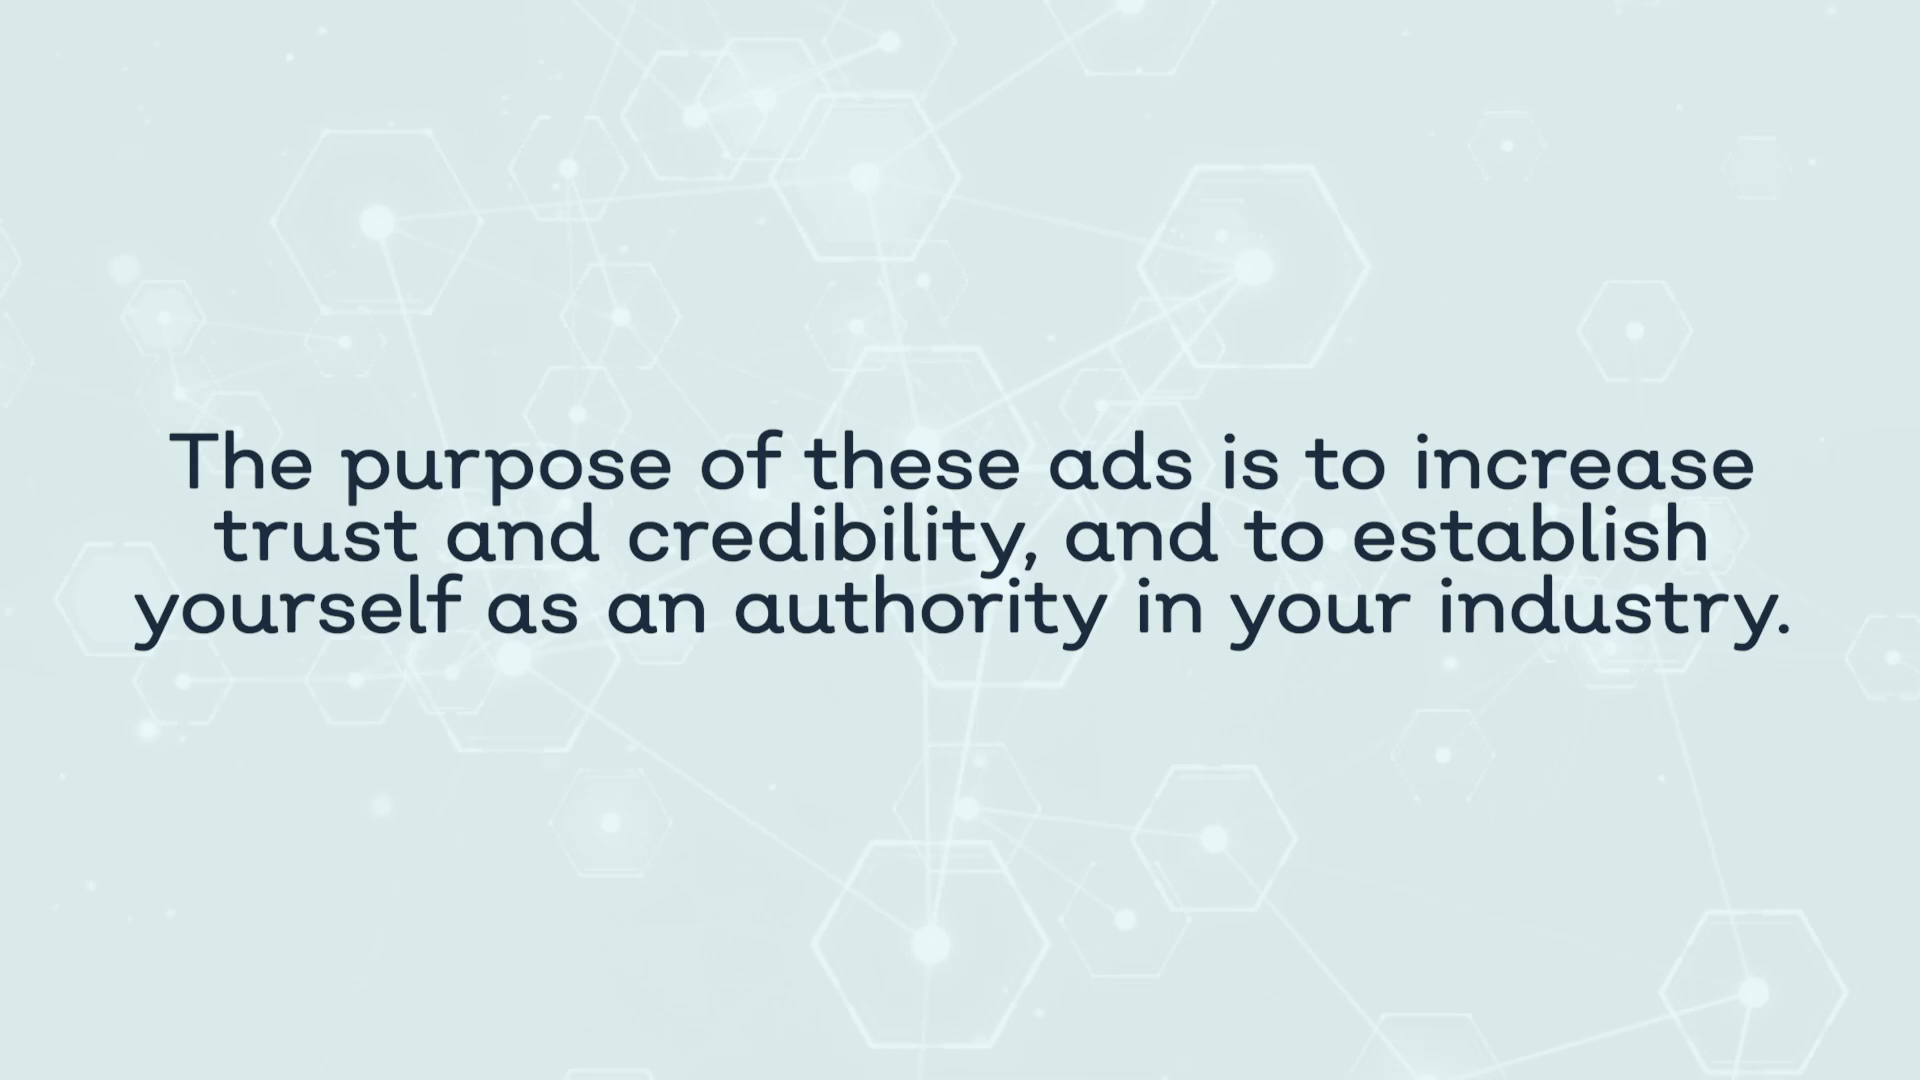 The purpose of these ads is to increase
trust and credibility, and to establish
yourself as an authority in your industry.